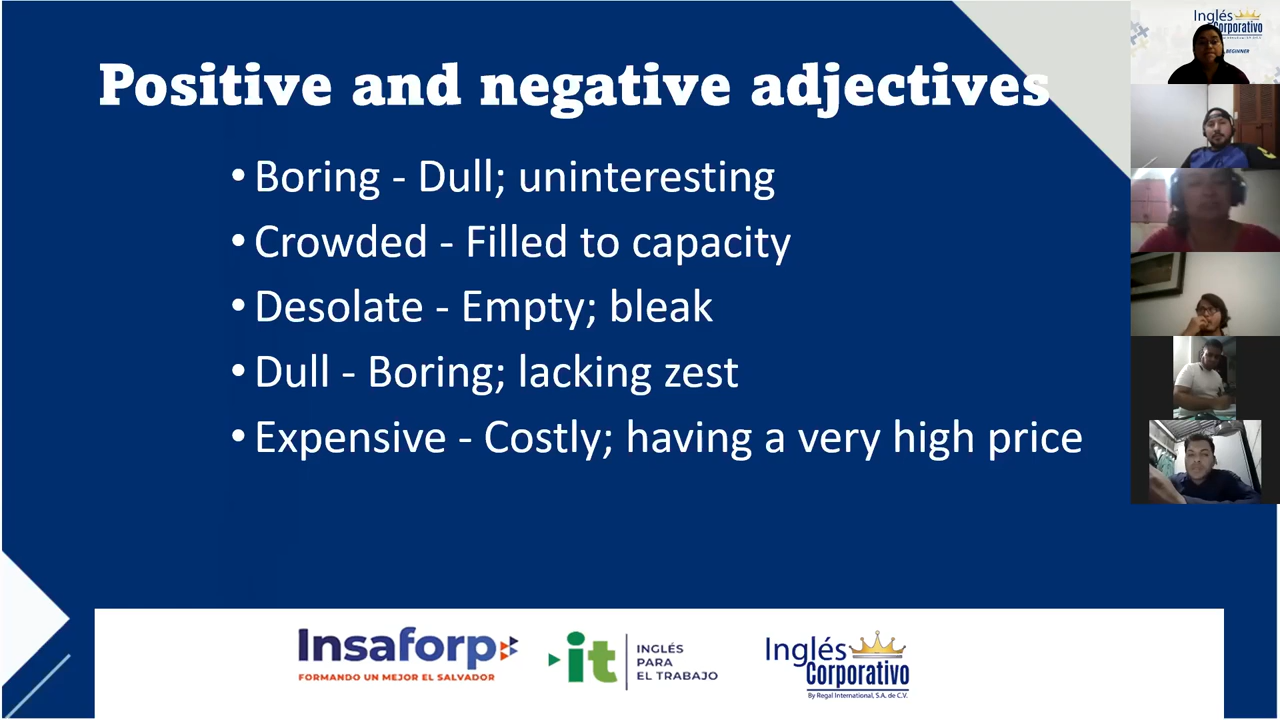 Positive and negative adjectives
• Boring - Dull; uninteresting
• Crowded - Filled to capacity
• Desolate - Empty; bleak
• Dull - Boring; lacking zest
• Expensive - Costly; having a very high price
Insaforp
FORMANDO UN MEJOR EL SALVADOR
it
INGLÉS
PARA
EL TRABAJO
Inglés
Corporativo
By Regal International, S.A. de C.V.
Inglés
Corporativo
BEGINNER